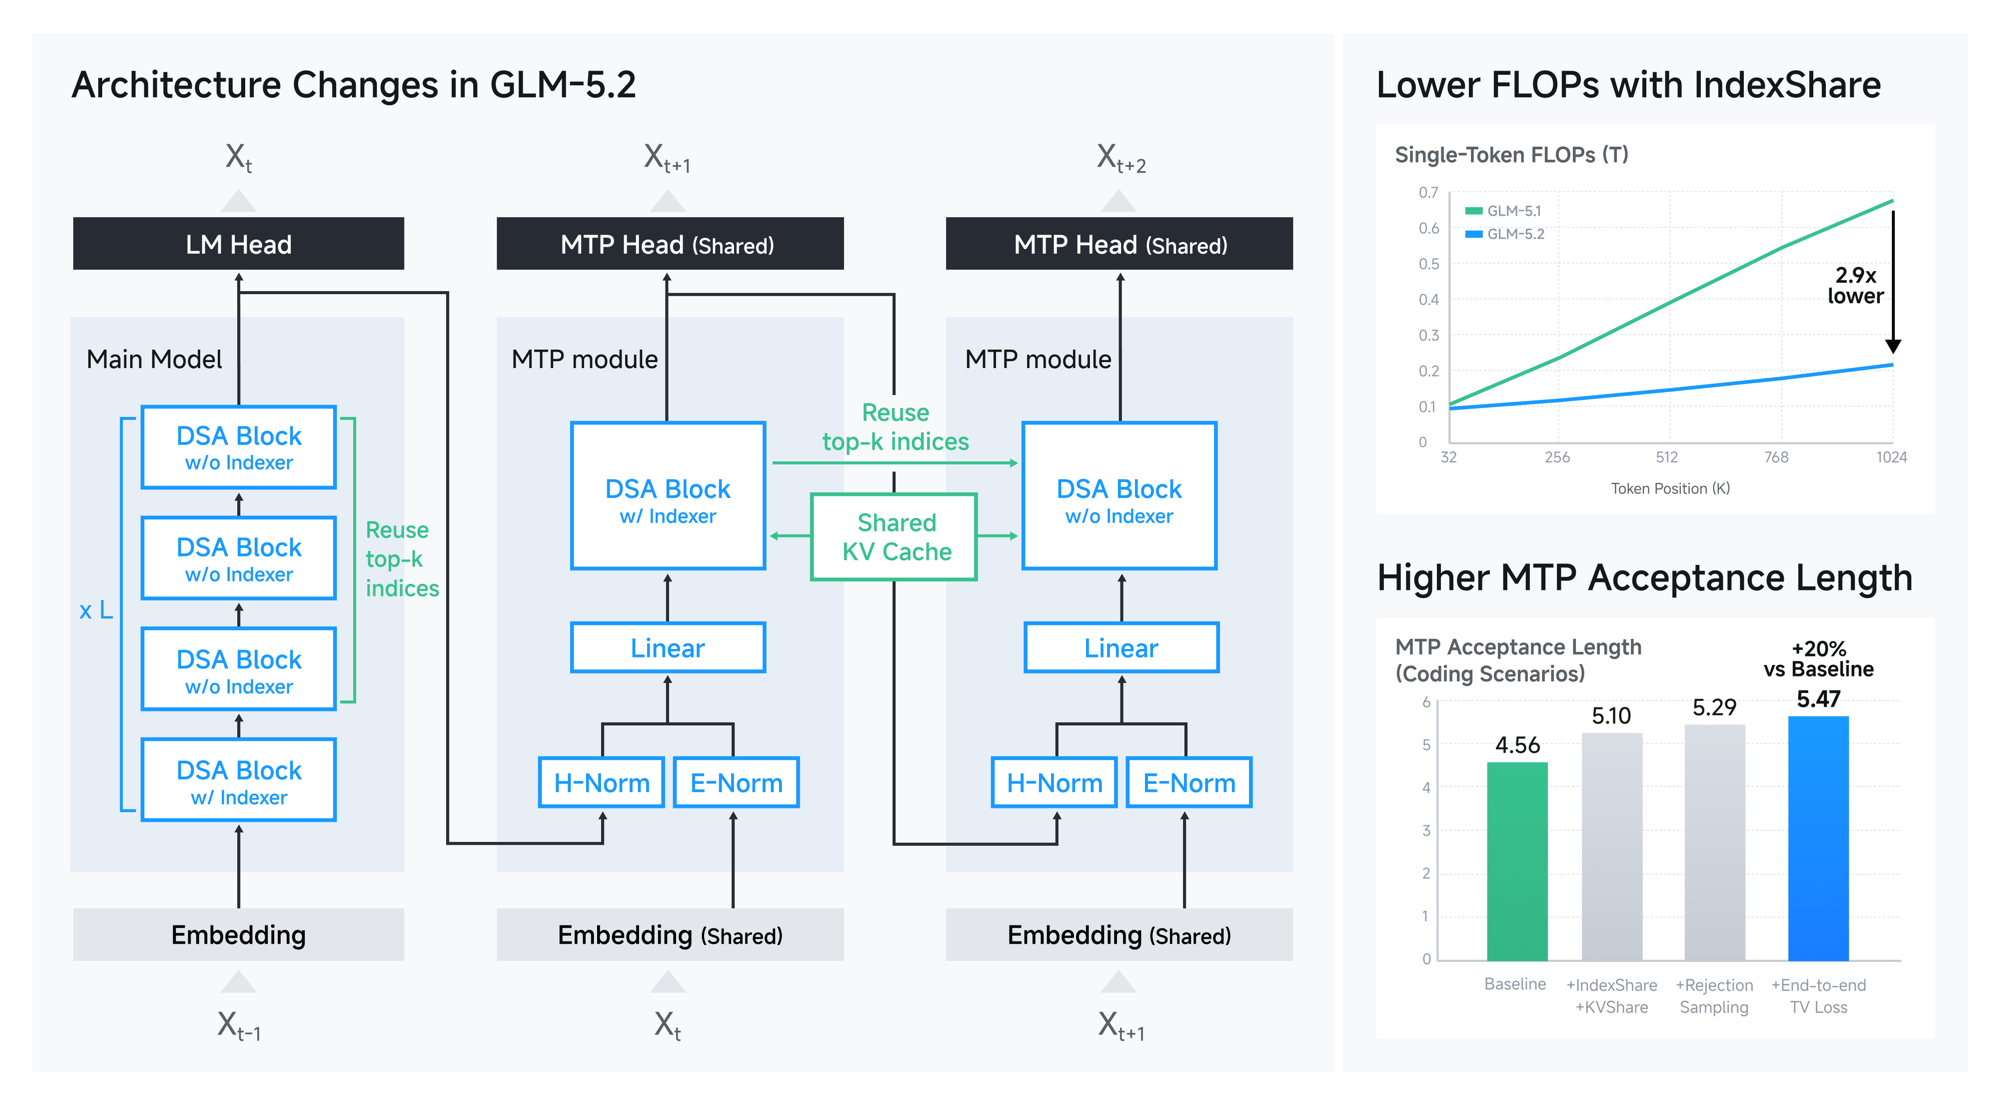 Architecture Changes in GLM-5.2
Xt
LM Head
Main Model
DSA Block
w/o Indexer
DSA Block
w/o Indexer
DSA Block
w/o Indexer
DSA Block
w/ Indexer
x L
Reuse
top-k
indices
Embedding
Xt-1
Xt+1
MTP Head (Shared)
MTP module
DSA Block
w/ Indexer
Linear
H-Norm
E-Norm
Embedding (Shared)
Xt
Reuse
top-k indices
Shared
KV Cache
Xt+2
MTP Head (Shared)
MTP module
DSA Block
w/o Indexer
Linear
H-Norm
E-Norm
Embedding (Shared)
Xt+1
Lower FLOPs with IndexShare
Single-Token FLOPs (T)
0.7
0.6
0.5
0.4
0.3
0.2
0.1
0
GLM-5.1
GLM-5.2
2.9x
lower
32
256
512
768
1024
Token Position (K)
Higher MTP Acceptance Length
MTP Acceptance Length
(Coding Scenarios)
+20%
vs Baseline
6
5
4
3
2
1
0
4.56
5.10
5.29
5.47
Baseline
+IndexShare
+KVShare
+Rejection
Sampling
+End-to-end
TV Loss